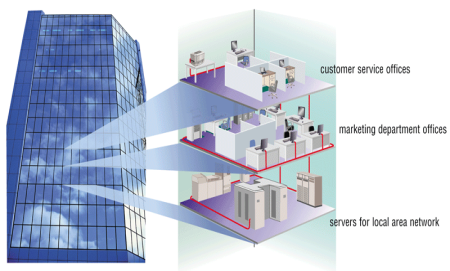 customer service offices
marketing department offices
servers for local area network